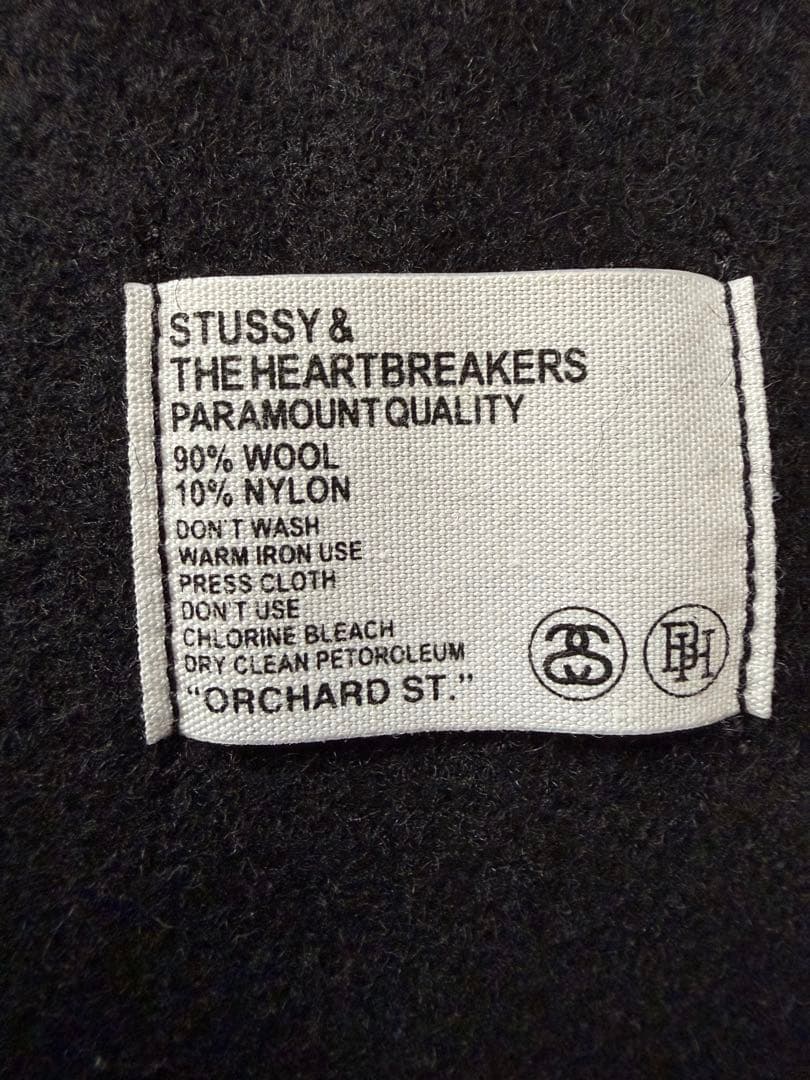 STUSSY &
THE HEARTBREAKERS
PARAMOUNT QUALITY
90% WOOL
10% NYLON
DON'T WASH
WARM IRON USE
PRESS CLOTH
DON'T USE
CHLORINE BLEACH
DRY CLEAN PETOROLEUM
"ORCHARD ST."